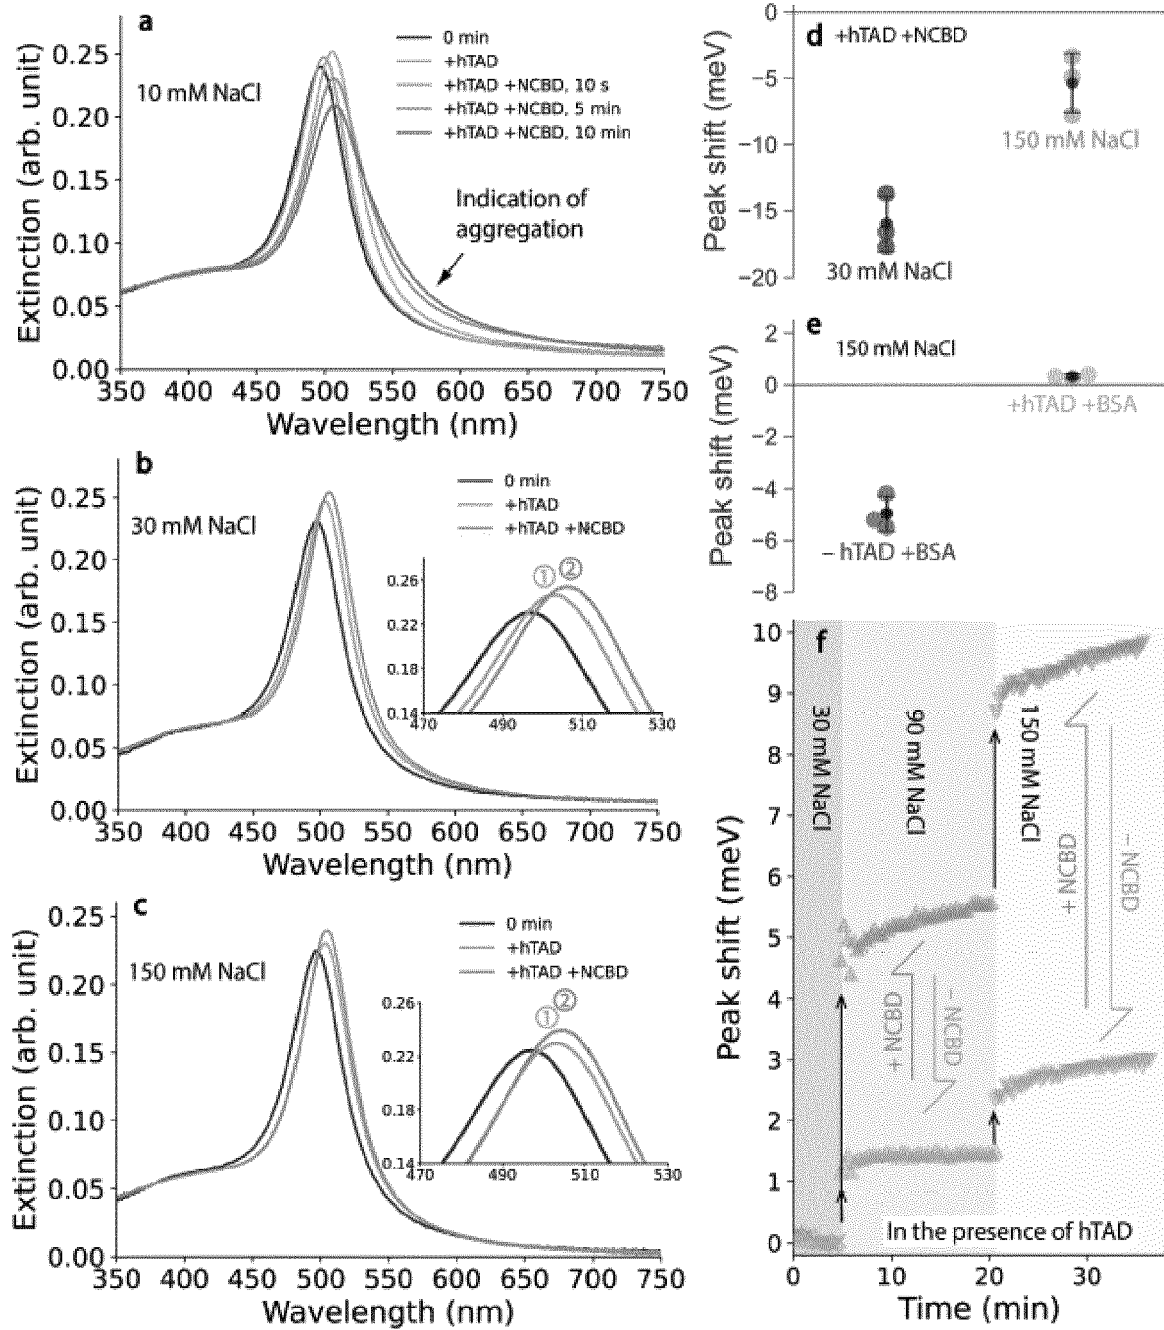 a
10 mM NaCl
0 min
+hTAD
+hTAD +NCBD, 10 s
+hTAD +NCBD, 5 min
+hTAD +NCBD, 10 min
Indication of
aggregation
Extinction (arb. unit)
0.25
0.20
0.15
0.10
0.05
0.00
350 400 450 500 550 600 650 700 750
Wavelength (nm)
b
30 mM NaCl
0 min
+hTAD
+hTAD +NCBD
① ②
0.26
0.22
0.18
0.14
470 490 510 530
Extinction (arb. unit)
0.25
0.20
0.15
0.10
0.05
0.00
350 400 450 500 550 600 650 700 750
Wavelength (nm)
c
150 mM NaCl
0 min
+hTAD
+hTAD +NCBD
① ②
0.26
0.22
0.18
0.14
470 490 510 530
Extinction (arb. unit)
0.25
0.20
0.15
0.10
0.05
0.00
350 400 450 500 550 600 650 700 750
Wavelength (nm)
d +hTAD +NCBD
Peak shift (meV)
0
−5
−10
−15
−20
150 mM NaCl
30 mM NaCl
e
150 mM NaCl
Peak shift (meV)
2
0
−2
−4
−6
−8
+hTAD +BSA
– hTAD +BSA
f
Peak shift (meV)
10
9
8
7
6
5
4
3
2
1
0
30 mM NaCl
90 mM NaCl
150 mM NaCl
+ NCBD
– NCBD
+ NCBD
– NCBD
In the presence of hTAD
0 10 20 30
Time (min)